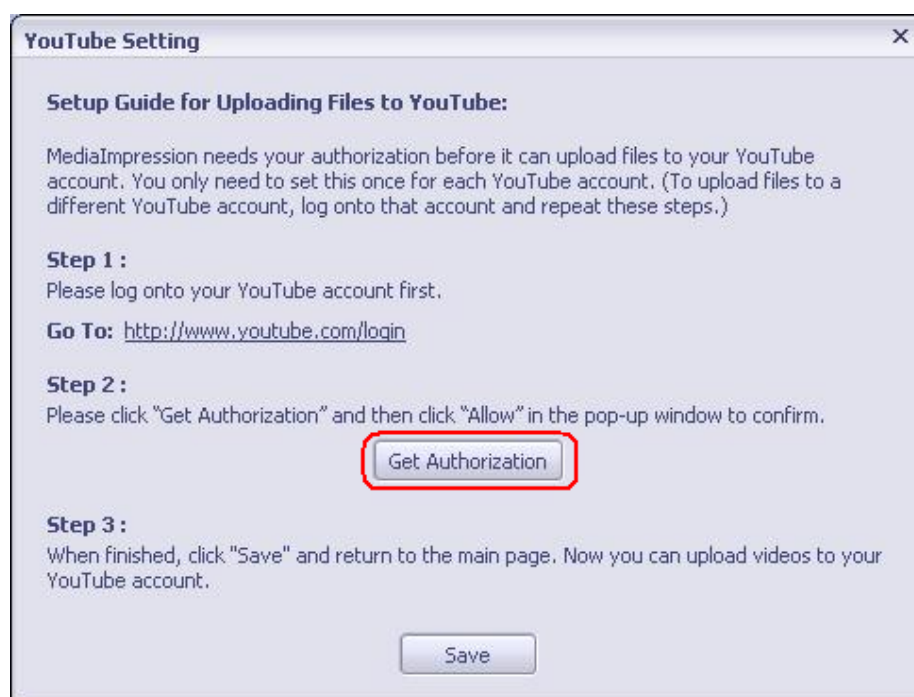 YouTube Setting
Setup Guide for Uploading Files to YouTube:
MediaImpression needs your authorization before it can upload files to your YouTube
account. You only need to set this once for each YouTube account. (To upload files to a
different YouTube account, log onto that account and repeat these steps.)
Step 1 :
Please log onto your YouTube account first.
Go To: http://www.youtube.com/login
Step 2 :
Please click “Get Authorization” and then click “Allow” in the pop-up window to confirm.
Get Authorization
Step 3 :
When finished, click "Save" and return to the main page. Now you can upload videos to your
YouTube account.
Save